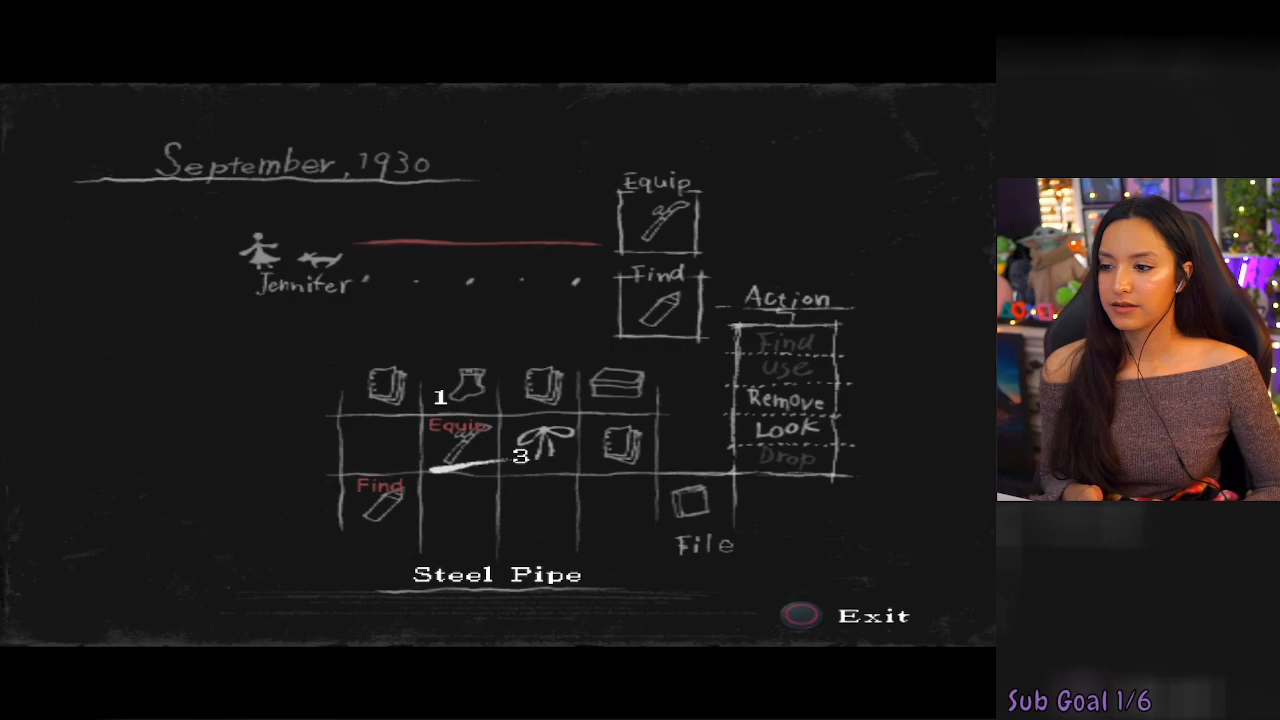 September, 1930
Equip
Jennifer
Find
Action
Find
Use
Remove
Look
Drop
1
Equip
3
Find
File
Steel Pipe
Exit
Sub Goal 1/6